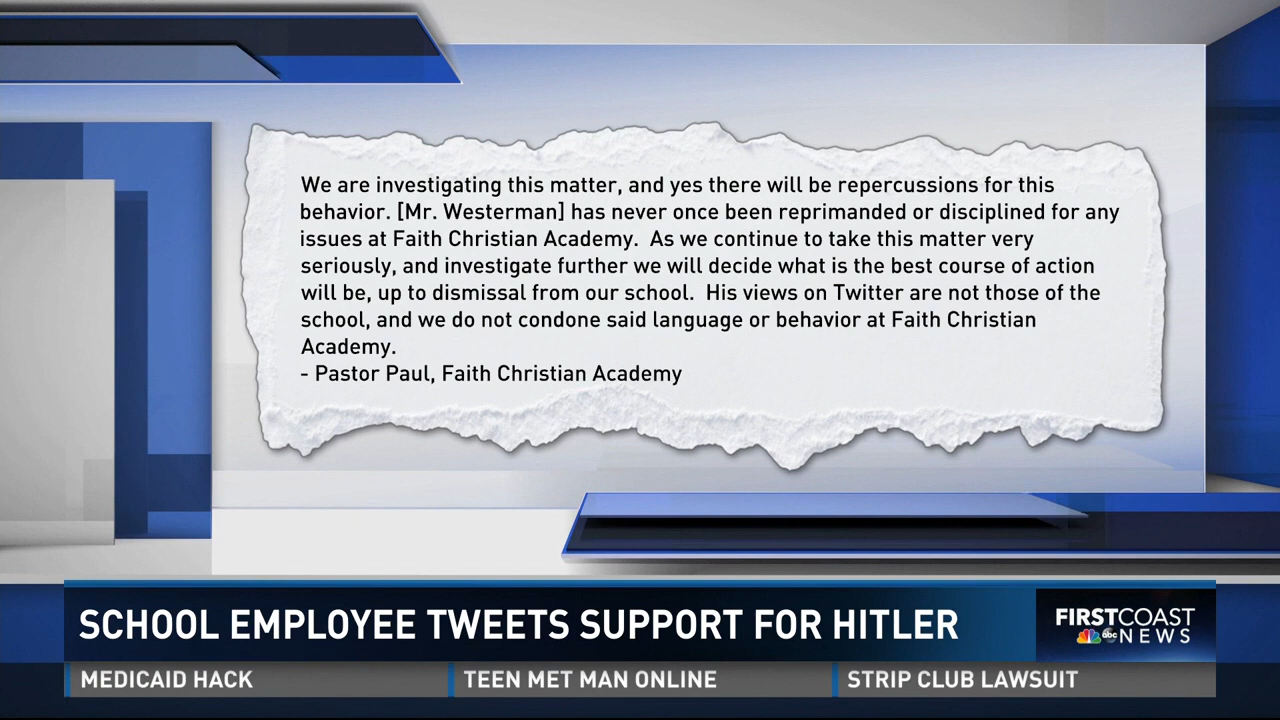 We are investigating this matter, and yes there will be repercussions for this
behavior. [Mr. Westerman] has never once been reprimanded or disciplined for any
issues at Faith Christian Academy.  As we continue to take this matter very
seriously, and investigate further we will decide what is the best course of action
will be, up to dismissal from our school.  His views on Twitter are not those of the
school, and we do not condone said language or behavior at Faith Christian
Academy.
- Pastor Paul, Faith Christian Academy
SCHOOL EMPLOYEE TWEETS SUPPORT FOR HITLER
FIRSTCOAST
abc NEWS
MEDICAID HACK
TEEN MET MAN ONLINE
STRIP CLUB LAWSUIT